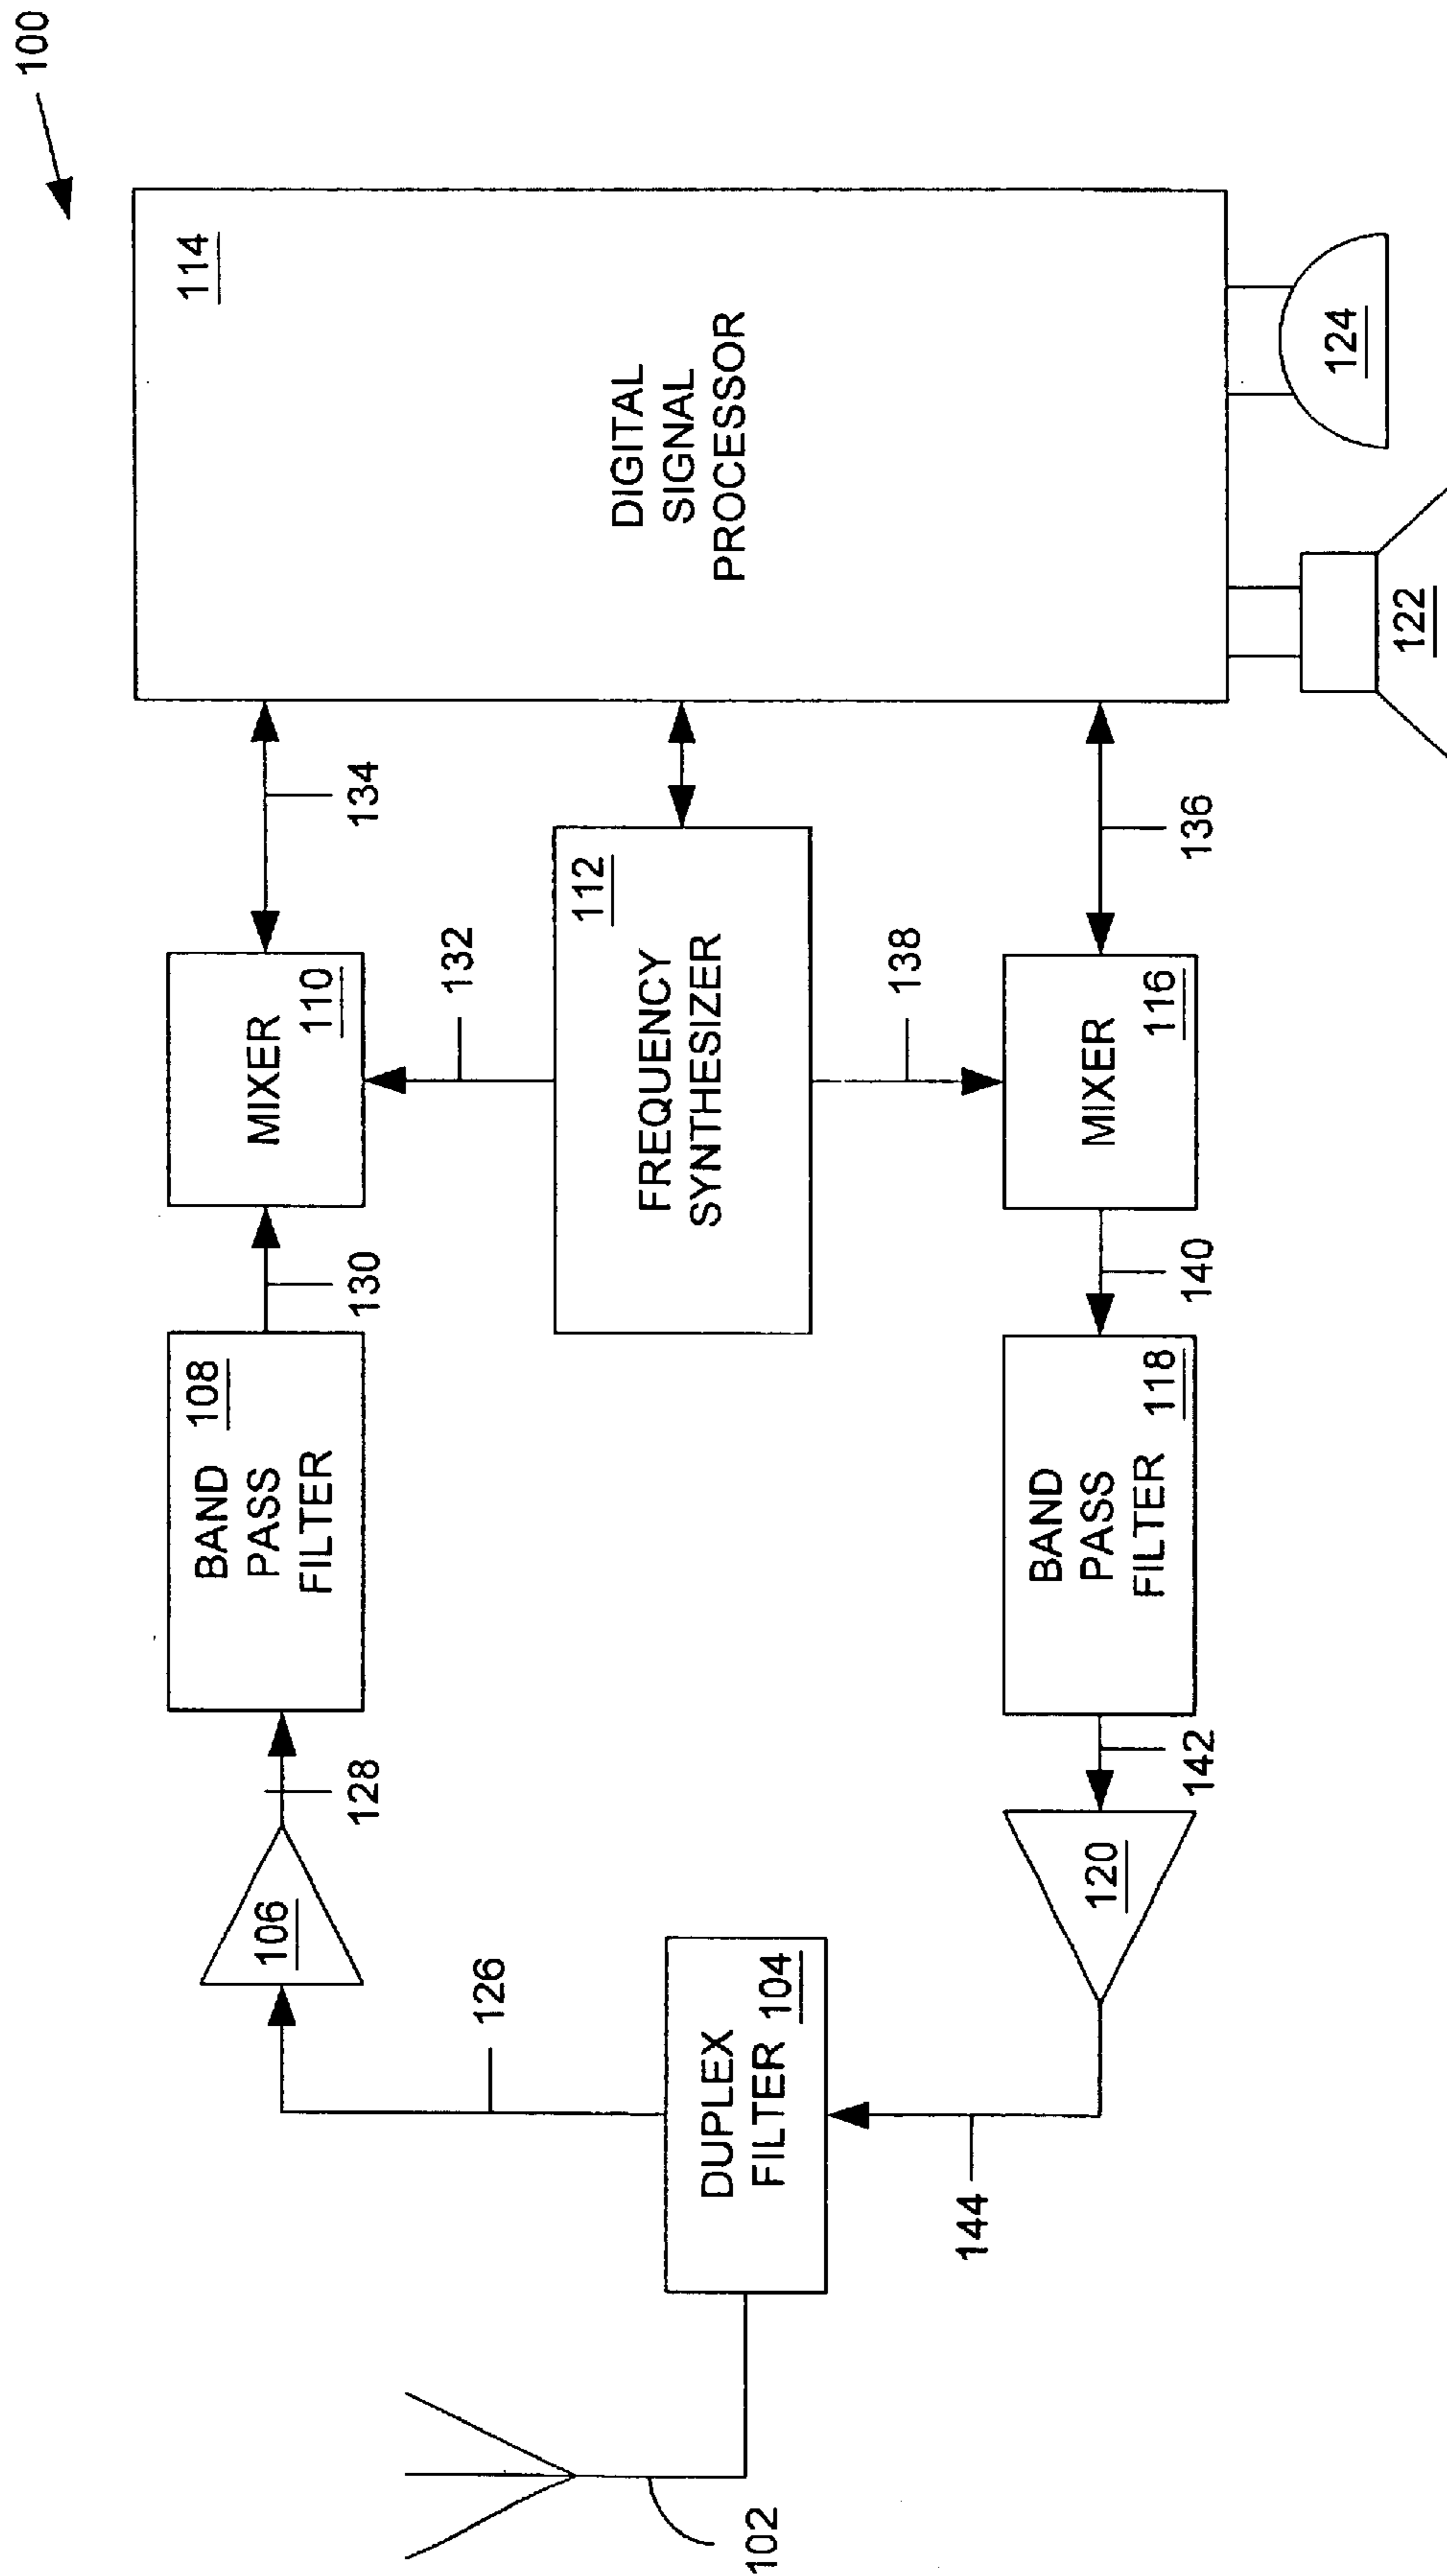 100
114
DIGITAL
SIGNAL
PROCESSOR
124
122
134
136
112
FREQUENCY
SYNTHESIZER
132
138
MIXER
110
MIXER
116
130
140
108
BAND
PASS
FILTER
118
BAND
PASS
FILTER
128
142
106
120
126
144
DUPLEX
FILTER 104
102